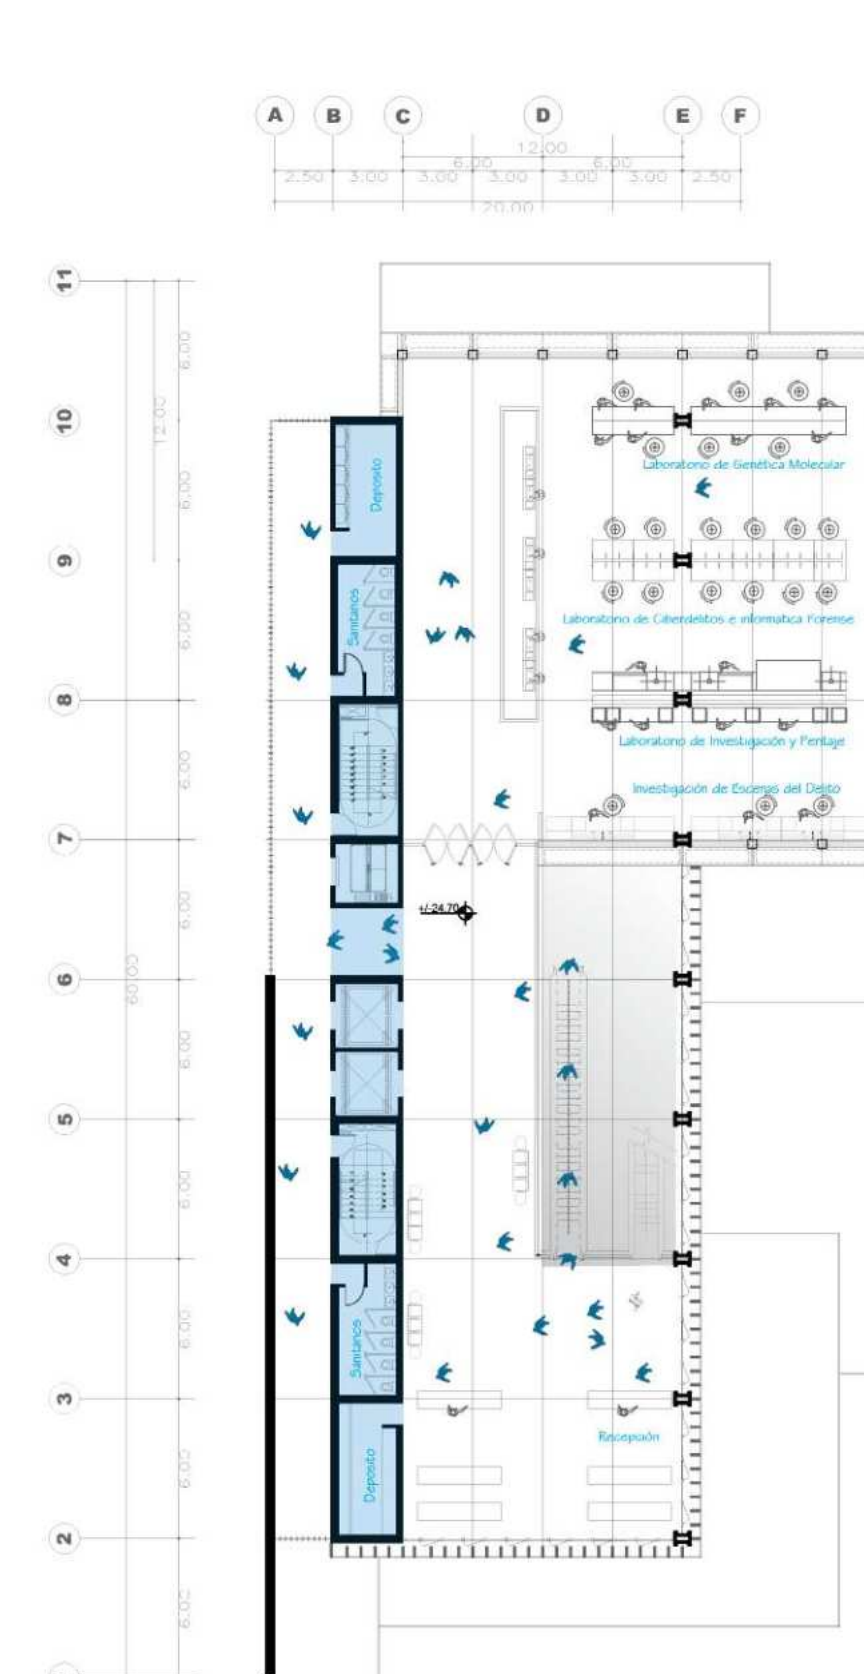 A B C D E F
12.00
6.00 6.00
2.50 3.00 3.00 3.00 3.00 3.00 2.50
20.00
11
6.00
12.00
10
Deposito
Laboratorio de Genética Molecular
6.00
9
Sanitarios
Laboratorio de Ciberdelitos e informatica Forense
6.00
8
Laboratorio de Investigación y Peritaje
6.00
Investigación de Escenas del Delito
7
+/-24.70
6.00
6
60.00
6.00
5
6.00
4
6.00
Sanitarios
3
Recepción
Deposito
6.00
2
6.00